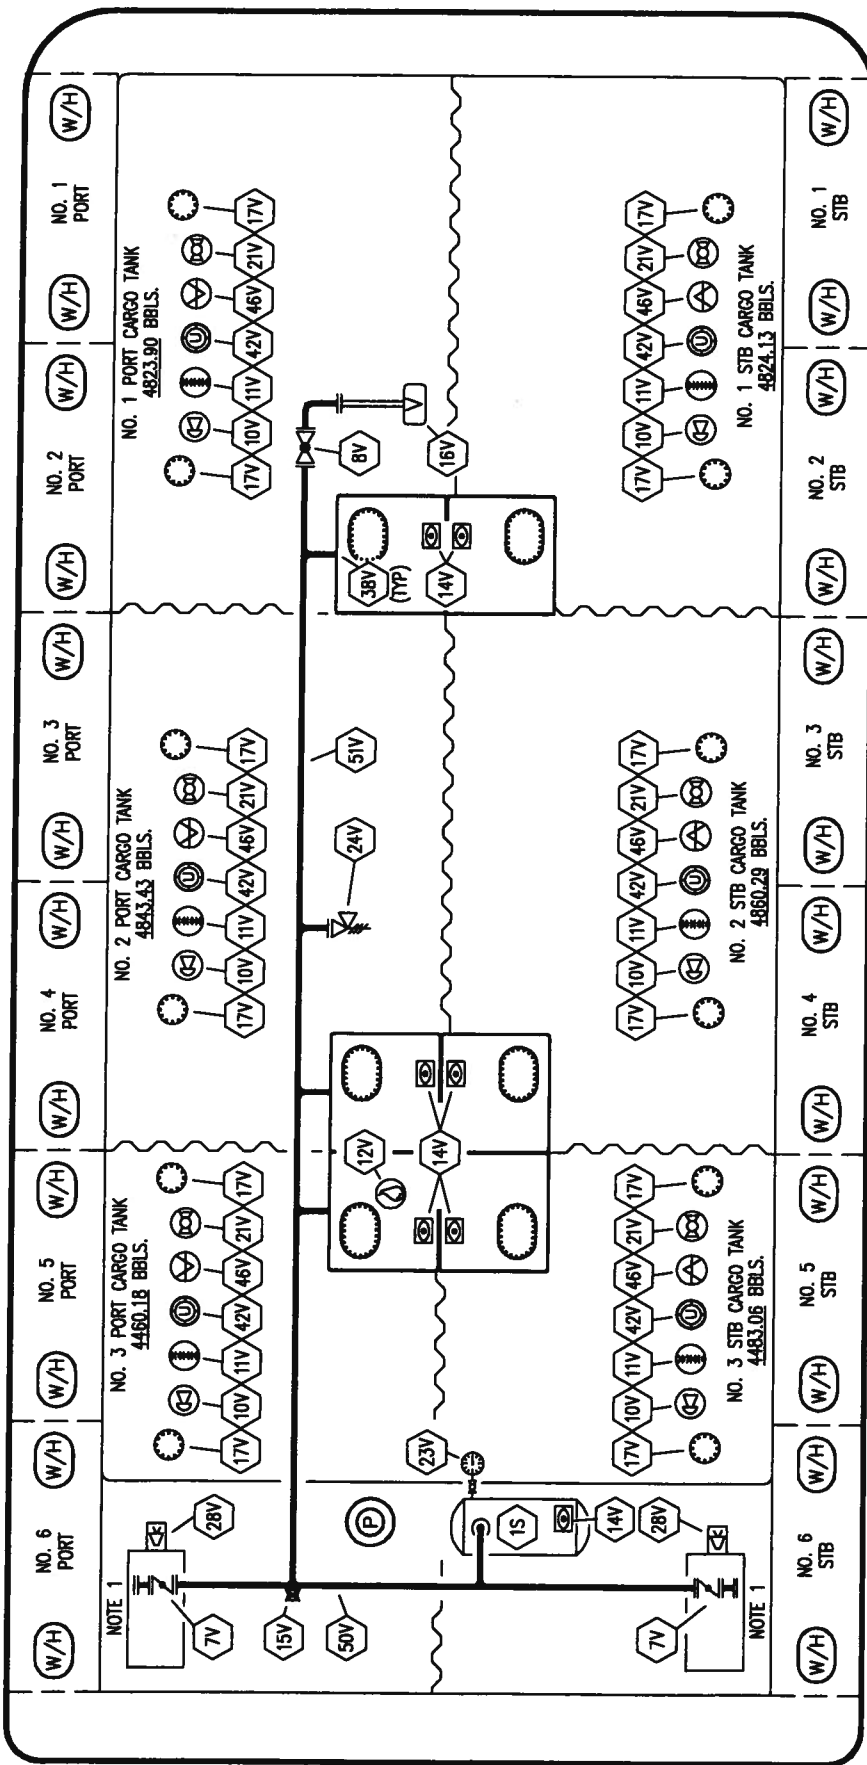 W/H
NO. 6
PORT
W/H
W/H
NO. 5
PORT
W/H
W/H
NO. 4
PORT
W/H
W/H
NO. 3
PORT
W/H
W/H
NO. 2
PORT
W/H
W/H
NO. 1
PORT
W/H
NOTE 1
7V
28V
NO. 3 PORT CARGO TANK
4460.18 BBLS.
U
17V
10V
11V
42V
46V
21V
17V
NO. 2 PORT CARGO TANK
4843.43 BBLS.
U
17V
10V
11V
42V
46V
21V
17V
NO. 1 PORT CARGO TANK
4823.90 BBLS.
U
17V
10V
11V
42V
46V
21V
17V
15V
50V
P
12V
14V
24V
51V
38V
(TYP)
14V
8V
V
16V
23V
1S
14V
28V
7V
NOTE 1
17V
10V
11V
42V
46V
21V
17V
U
NO. 3 STB CARGO TANK
4483.06 BBLS.
17V
10V
11V
42V
46V
21V
17V
U
NO. 2 STB CARGO TANK
4860.29 BBLS.
17V
10V
11V
42V
46V
21V
17V
U
NO. 1 STB CARGO TANK
4824.13 BBLS.
W/H
NO. 6
STB
W/H
W/H
NO. 5
STB
W/H
W/H
NO. 4
STB
W/H
W/H
NO. 3
STB
W/H
W/H
NO. 2
STB
W/H
W/H
NO. 1
STB
W/H